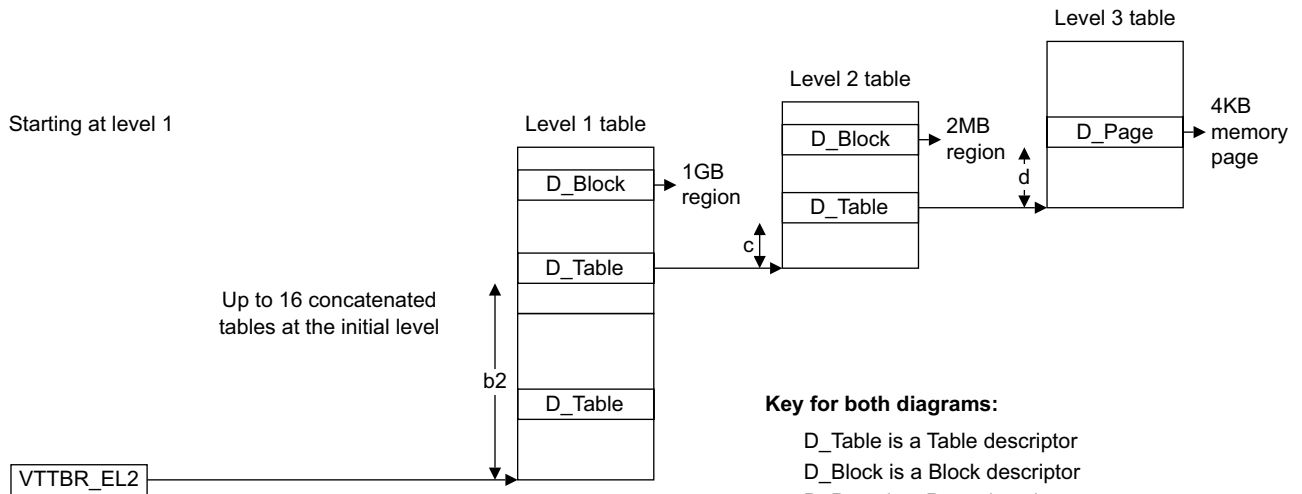 Level 3 table
Level 2 table
Starting at level 1
Level 1 table
D_Block
2MB
region
D_Page
4KB
memory
page
D_Block
1GB
region
d
D_Table
c
D_Table
Up to 16 concatenated
tables at the initial level
b2
D_Table
Key for both diagrams:
D_Table is a Table descriptor
D_Block is a Block descriptor
VTTBR_EL2